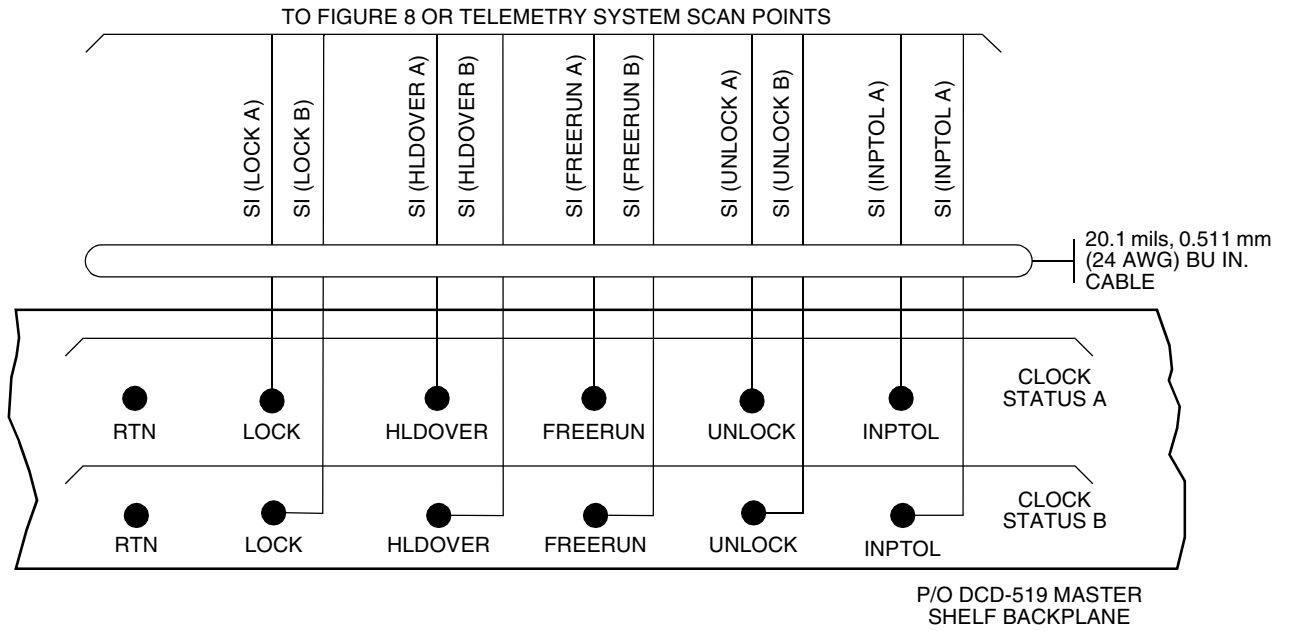 TO FIGURE 8 OR TELEMETRY SYSTEM SCAN POINTS
SI (LOCK A)
SI (LOCK B)
SI (HLDOVER A)
SI (HLDOVER B)
SI (FREERUN A)
SI (FREERUN B)
SI (UNLOCK A)
SI (UNLOCK B)
SI (INPTOL A)
SI (INPTOL A)
20.1 mils, 0.511 mm
(24 AWG) BU IN.
CABLE
CLOCK
STATUS A
RTN
LOCK
HLDOVER
FREERUN
UNLOCK
INPTOL
CLOCK
STATUS B
RTN
LOCK
HLDOVER
FREERUN
UNLOCK
INPTOL
P/O DCD-519 MASTER
SHELF BACKPLANE